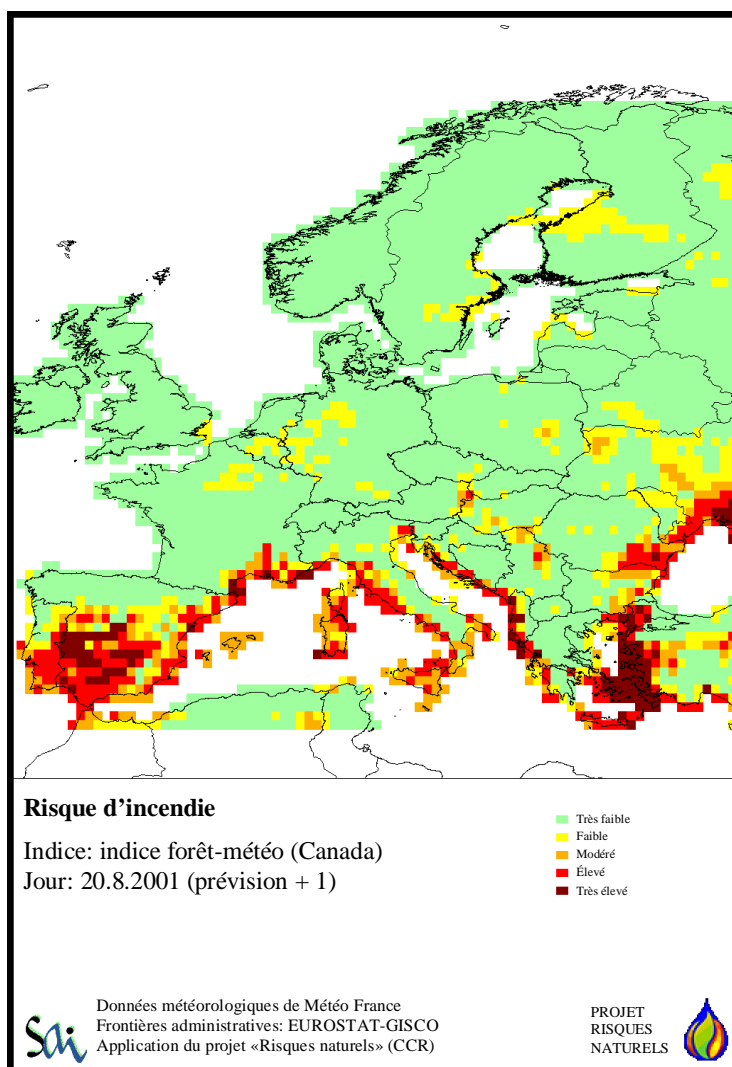 Risque d’incendie
Indice: indice forêt-météo (Canada)
Jour: 20.8.2001 (prévision + 1)
Très faible
Faible
Modéré
Élevé
Très élevé
Sai
Données météorologiques de Météo France
Frontières administratives: EUROSTAT-GISCO
Application du projet «Risques naturels» (CCR)
PROJET
RISQUES
NATURELS